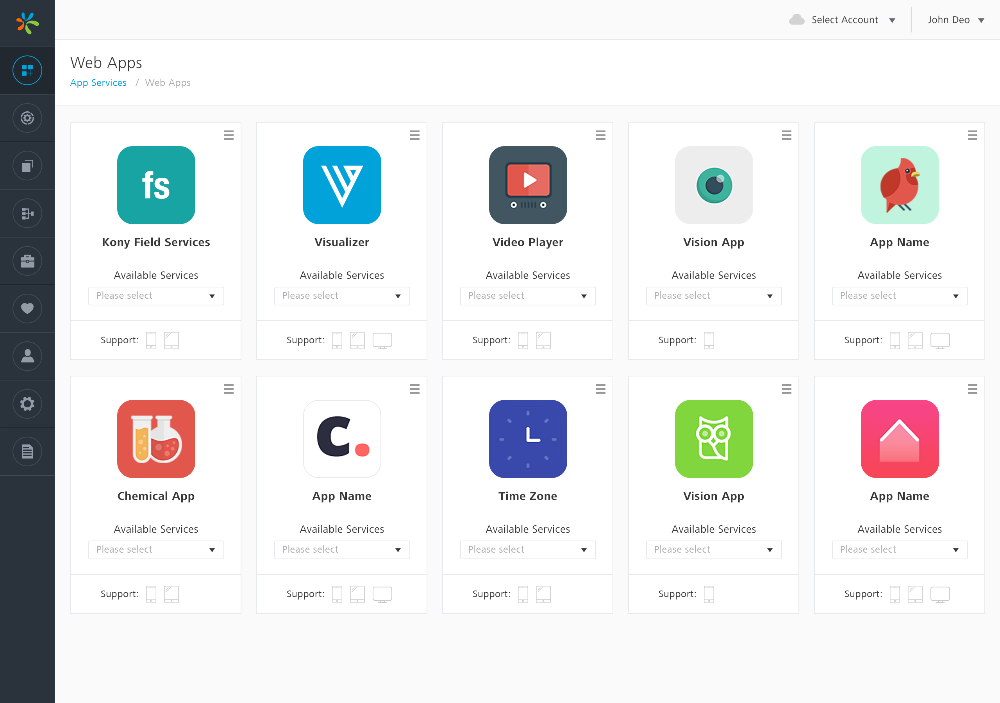 Select Account
John Deo
Web Apps
App Services / Web Apps
fs
Kony Field Services
Available Services
Please select
Support:
Visualizer
Available Services
Please select
Support:
Video Player
Available Services
Please select
Support:
Vision App
Available Services
Please select
Support:
App Name
Available Services
Please select
Support:
Chemical App
Available Services
Please select
Support:
c.
App Name
Available Services
Please select
Support:
Time Zone
Available Services
Please select
Support:
Vision App
Available Services
Please select
Support:
App Name
Available Services
Please select
Support: